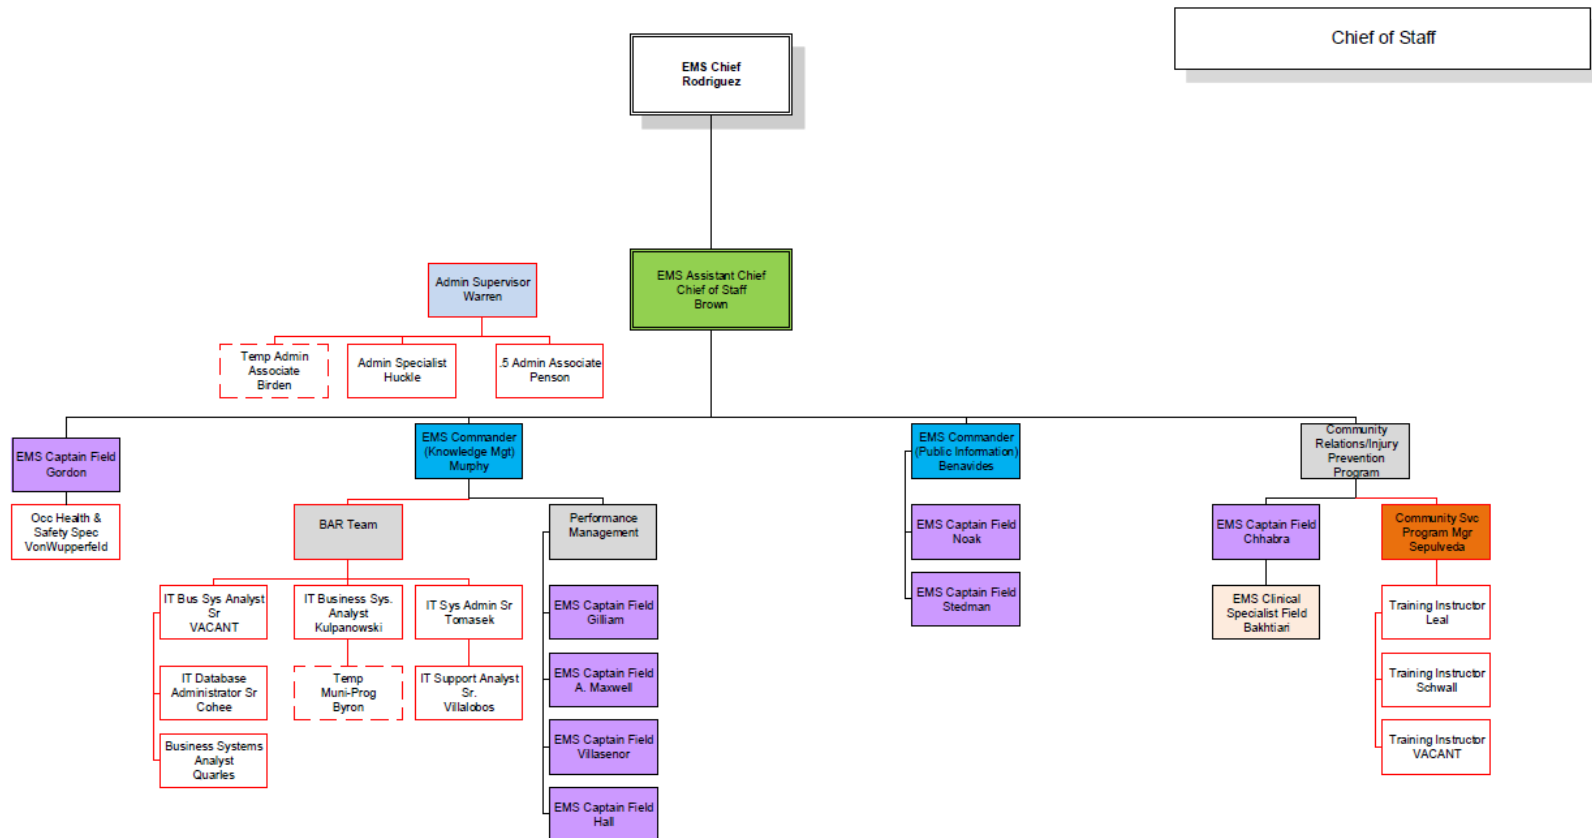 Chief of Staff
EMS Chief
Rodriguez
EMS Assistant Chief
Chief of Staff
Brown
Admin Supervisor
Warren
Temp Admin
Associate
Birden
Admin Specialist
Huckle
.5 Admin Associate
Penson
EMS Captain Field
Gordon
Occ Health &
Safety Spec
VonWupperfeld
EMS Commander
(Knowledge Mgt)
Murphy
BAR Team
IT Bus Sys Analyst
Sr
VACANT
IT Database
Administrator Sr
Cohee
Business Systems
Analyst
Quarles
IT Business Sys.
Analyst
Kulpanowski
Temp
Muni-Prog
Byron
IT Sys Admin Sr
Tomasek
IT Support Analyst
Sr.
Villalobos
Performance
Management
EMS Captain Field
Gilliam
EMS Captain Field
A. Maxwell
EMS Captain Field
Villasenor
EMS Captain Field
Hall
EMS Commander
(Public Information)
Benavides
EMS Captain Field
Noak
EMS Captain Field
Stedman
Community
Relations/Injury
Prevention
Program
EMS Captain Field
Chhabra
EMS Clinical
Specialist Field
Bakhtiari
Community Svc
Program Mgr
Sepulveda
Training Instructor
Leal
Training Instructor
Schwall
Training Instructor
VACANT